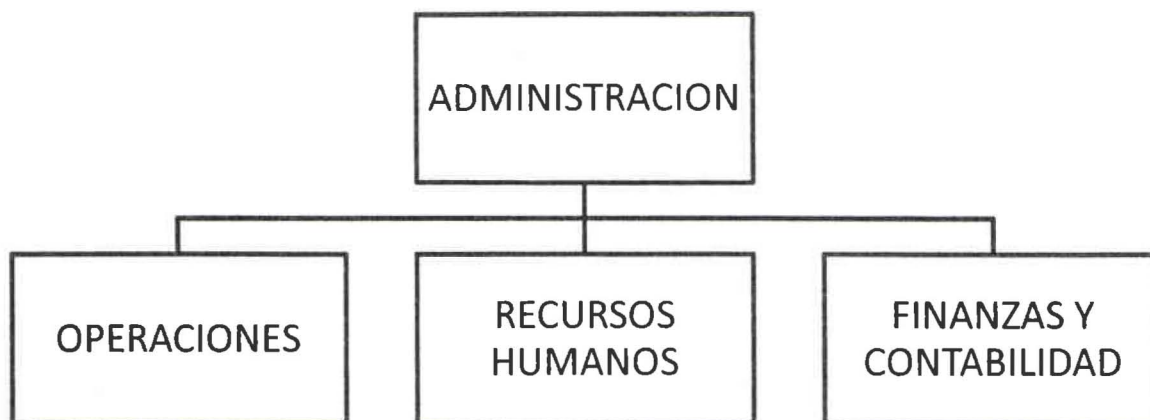 ADMINISTRACION
OPERACIONES
RECURSOS
HUMANOS
FINANZAS Y
CONTABILIDAD